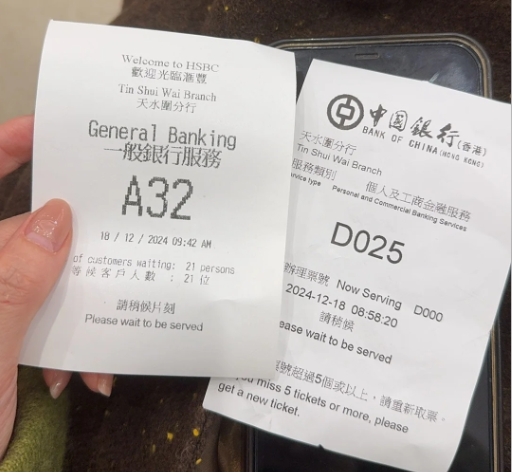 Welcome to HSBC
歡迎光臨滙豐
Tin Shui Wai Branch
天水圍分行
General Banking
一般銀行服務
A32
18 / 12 / 2024 09:42 AM
of customers waiting: 21 persons
等候客戶人數 : 21 位
請稍候片刻
Please wait to be served
中國銀行(香港)
BANK OF CHINA (HONG KONG)
天水圍分行
Tin Shui Wai Branch
服務類別 個人及工商金融服務
type Personal and Commercial Banking Services
D025
辦理票號 Now Serving D000
2024-12-18 08:58:20
請稍候
wait to be served
號超過5個或以上，請重新取票。
miss 5 tickets or more, please
get a new ticket.